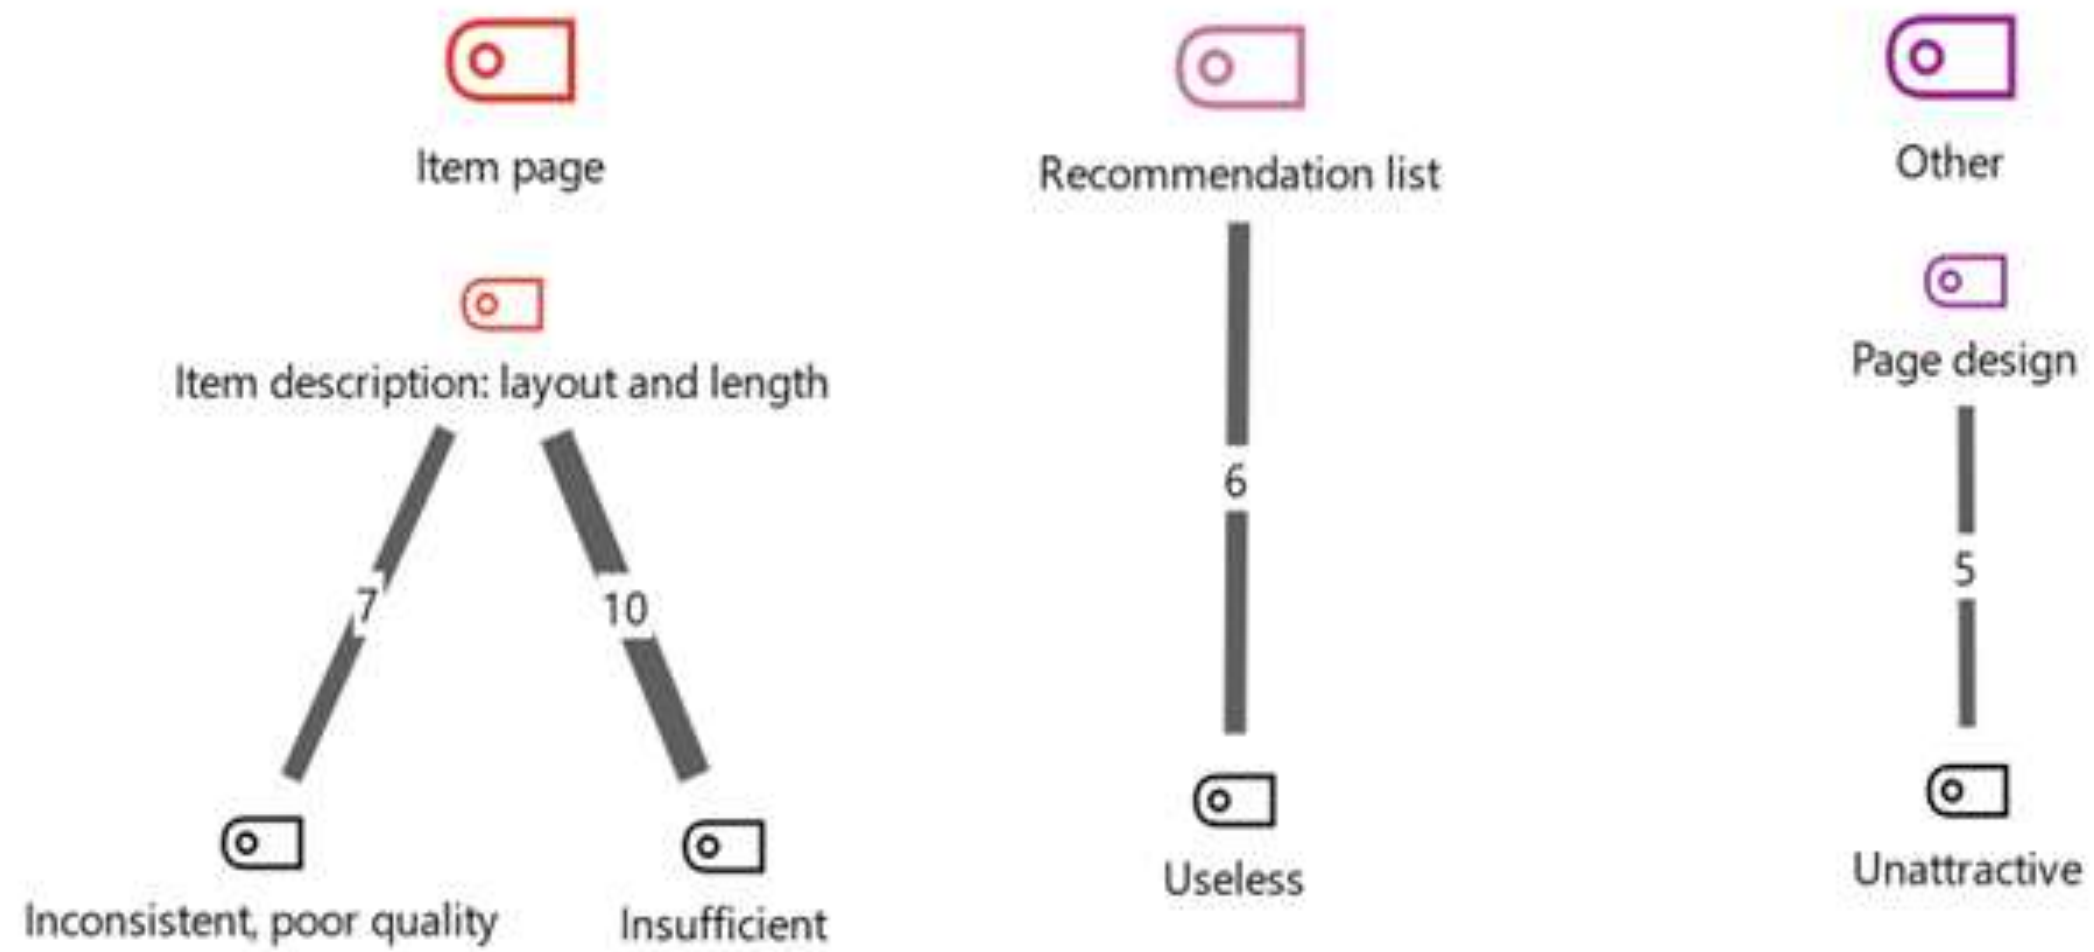 Item page
Recommendation list
Other
Item description: layout and length
Page design
7
10
6
5
Inconsistent, poor quality
Insufficient
Useless
Unattractive